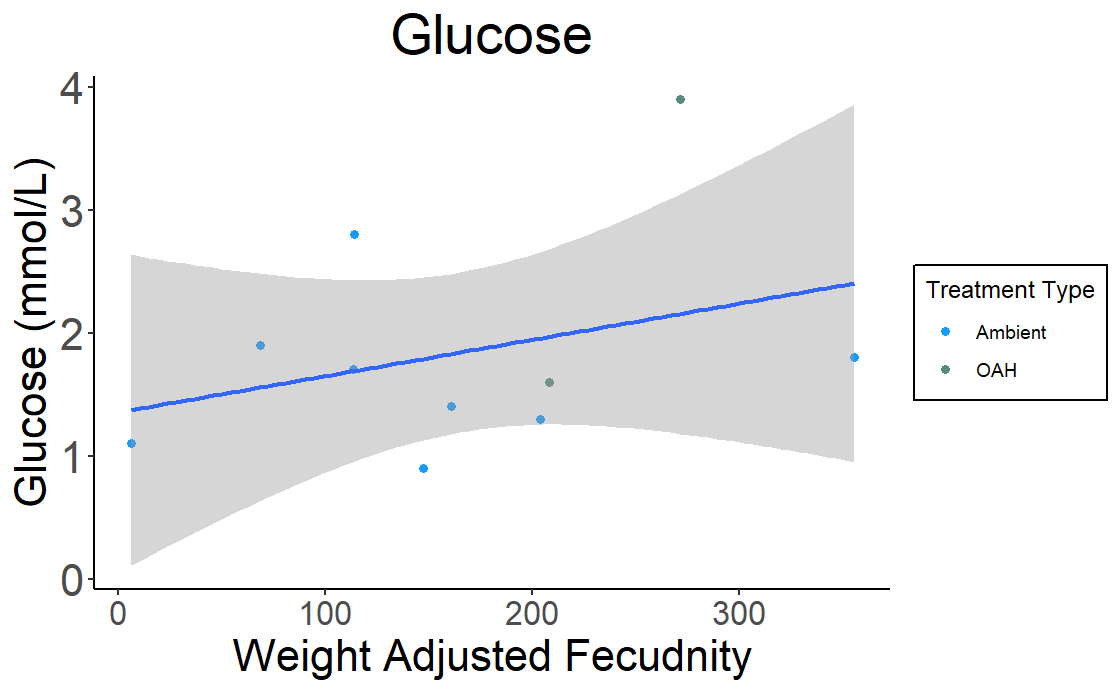 Glucose
Glucose (mmol/L)
4
3
2
1
0
0 100 200 300
Weight Adjusted Fecudnity
Treatment Type
Ambient
OAH